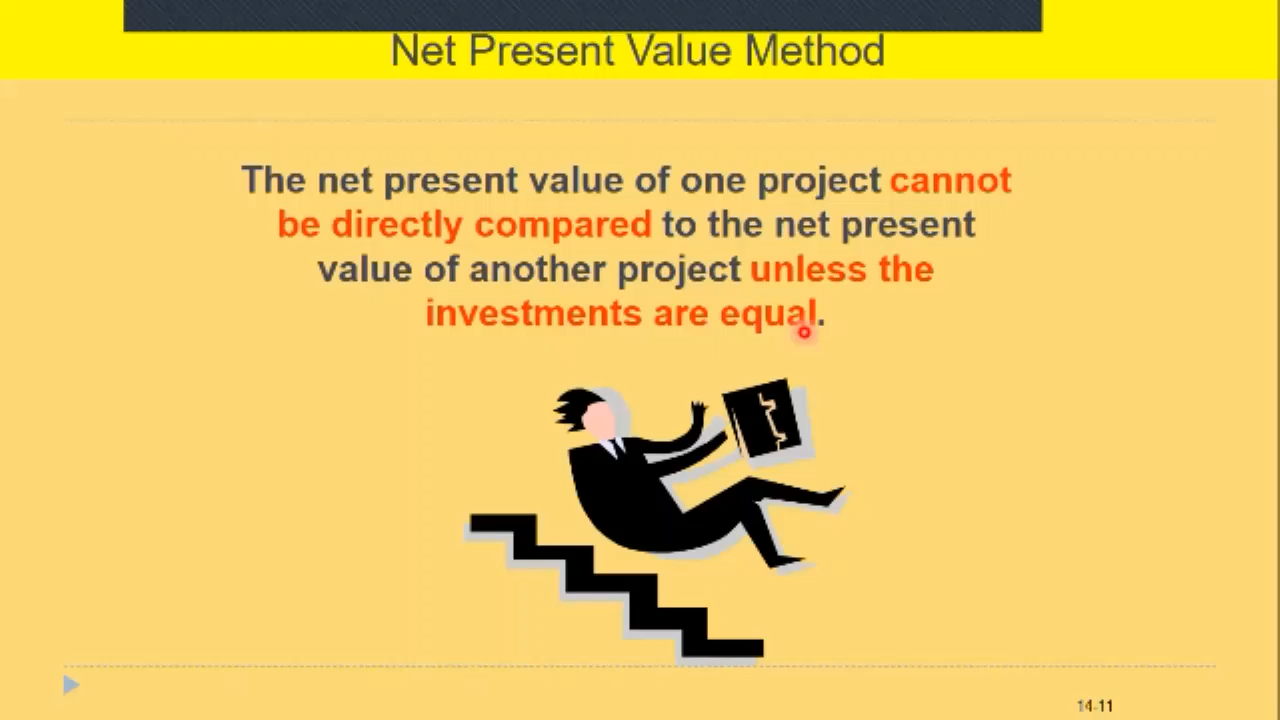 Net Present Value Method
The net present value of one project cannot
be directly compared to the net present
value of another project unless the
investments are equal.
14-11